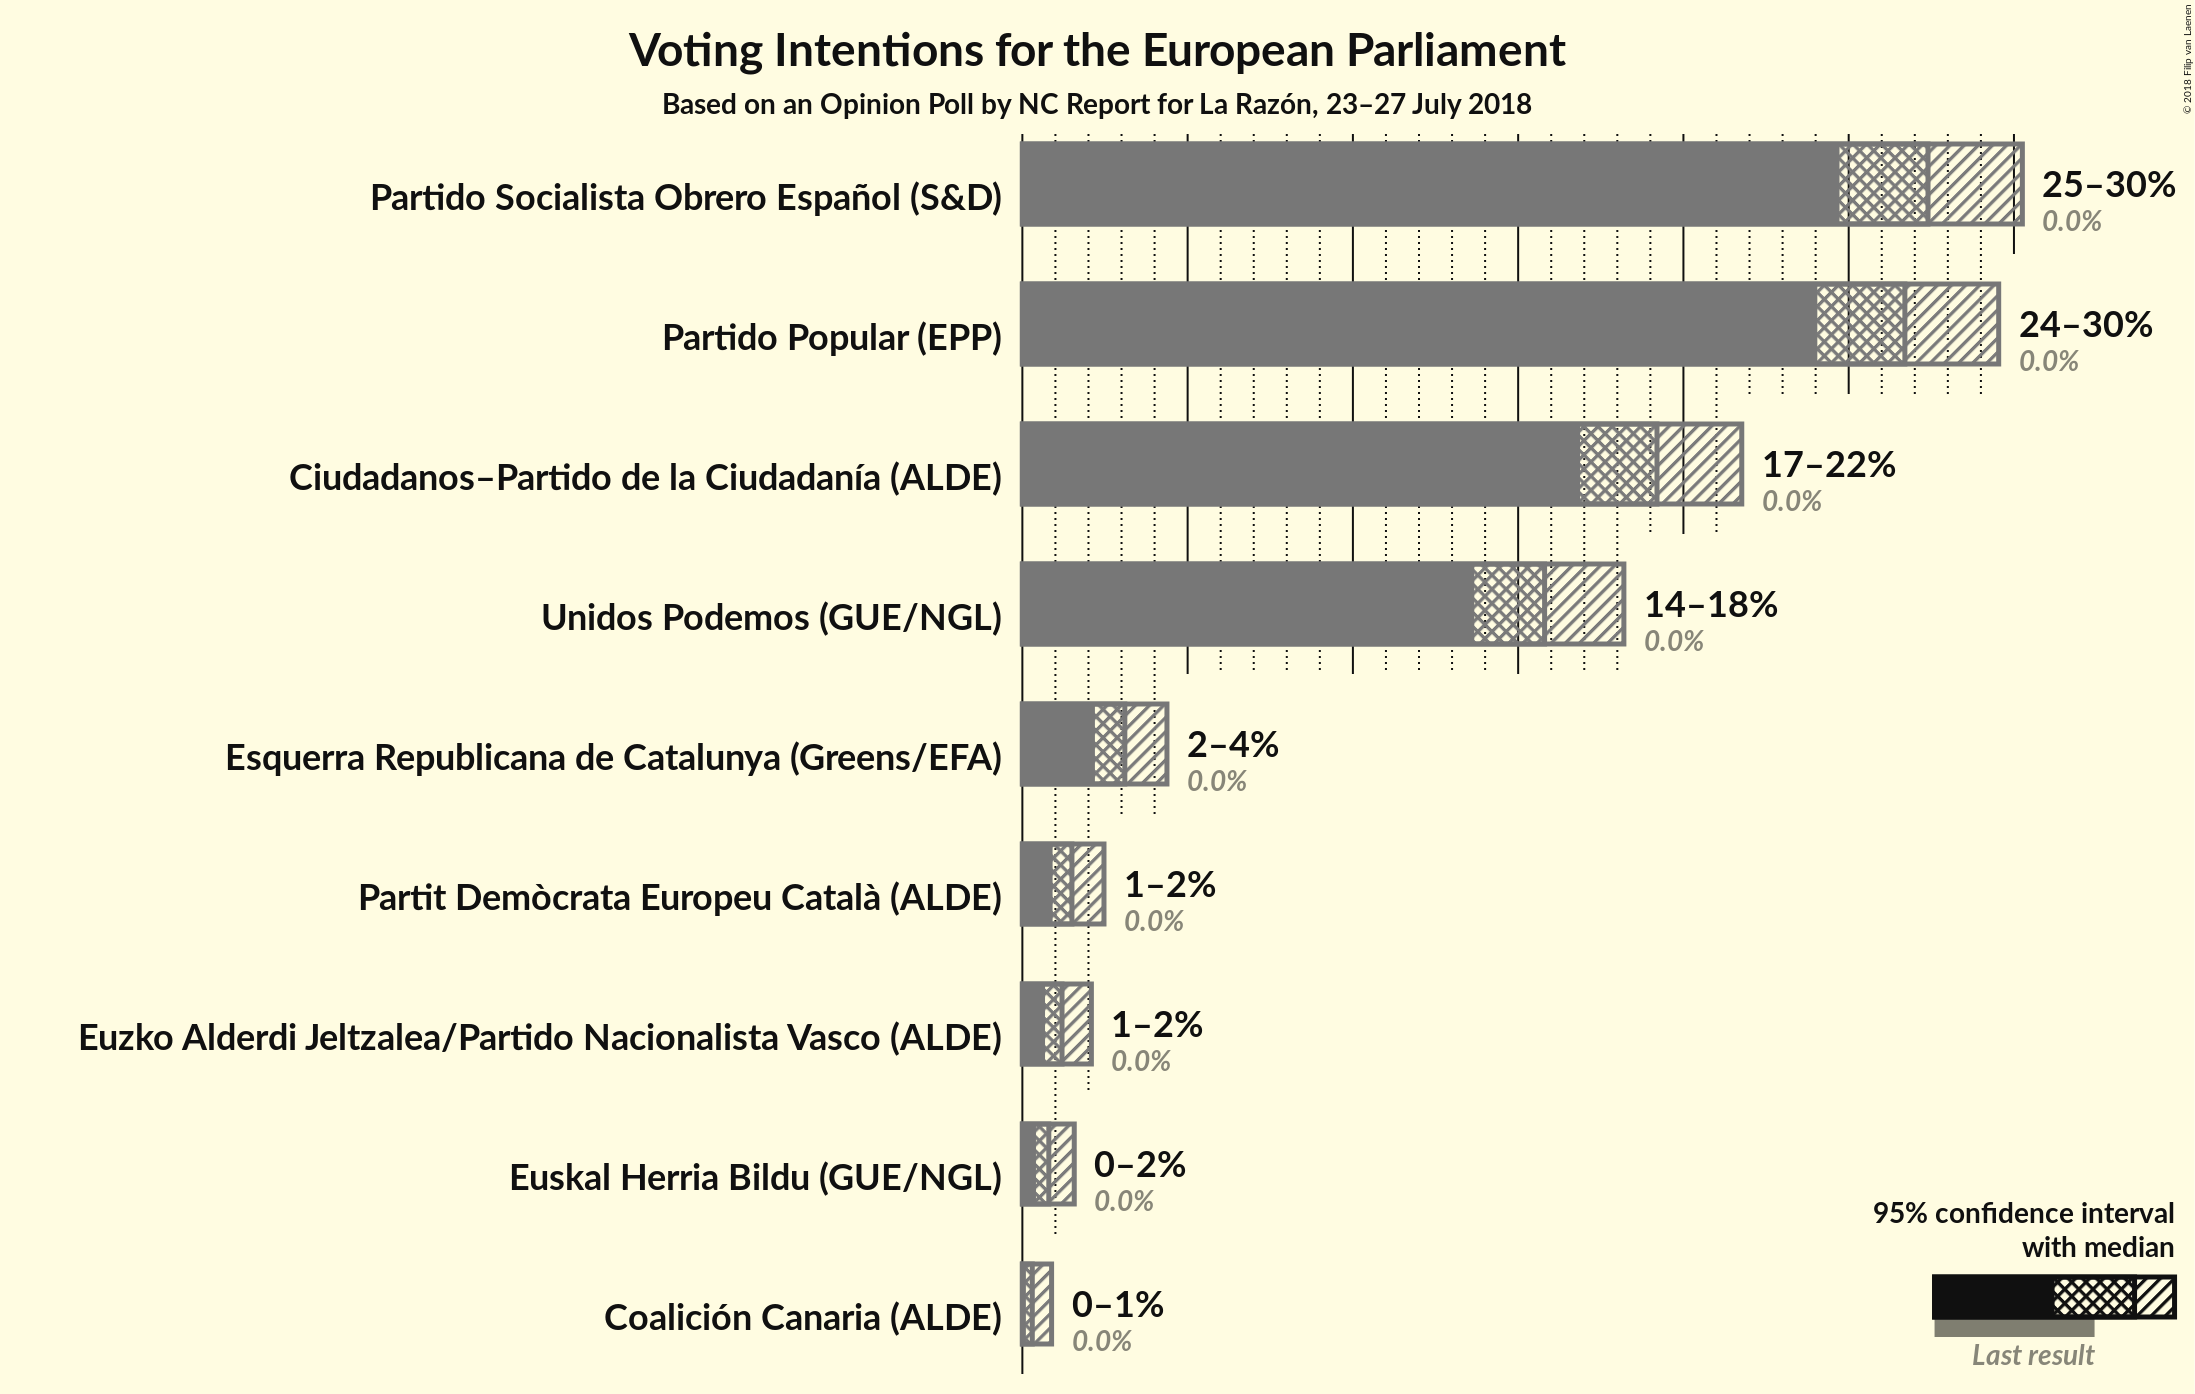 Voting Intentions for the European Parliament
Based on an Opinion Poll by NC Report for La Razón, 23–27 July 2018
© 2018 Filip van Laenen
Partido Socialista Obrero Español (S&D)
25–30%
0.0%
Partido Popular (EPP)
24–30%
0.0%
Ciudadanos–Partido de la Ciudadanía (ALDE)
17–22%
0.0%
Unidos Podemos (GUE/NGL)
14–18%
0.0%
Esquerra Republicana de Catalunya (Greens/EFA)
2–4%
0.0%
Partit Demòcrata Europeu Català (ALDE)
1–2%
0.0%
Euzko Alderdi Jeltzalea/Partido Nacionalista Vasco (ALDE)
1–2%
0.0%
Euskal Herria Bildu (GUE/NGL)
0–2%
0.0%
Coalición Canaria (ALDE)
0–1%
0.0%
95% confidence interval
with median
Last result